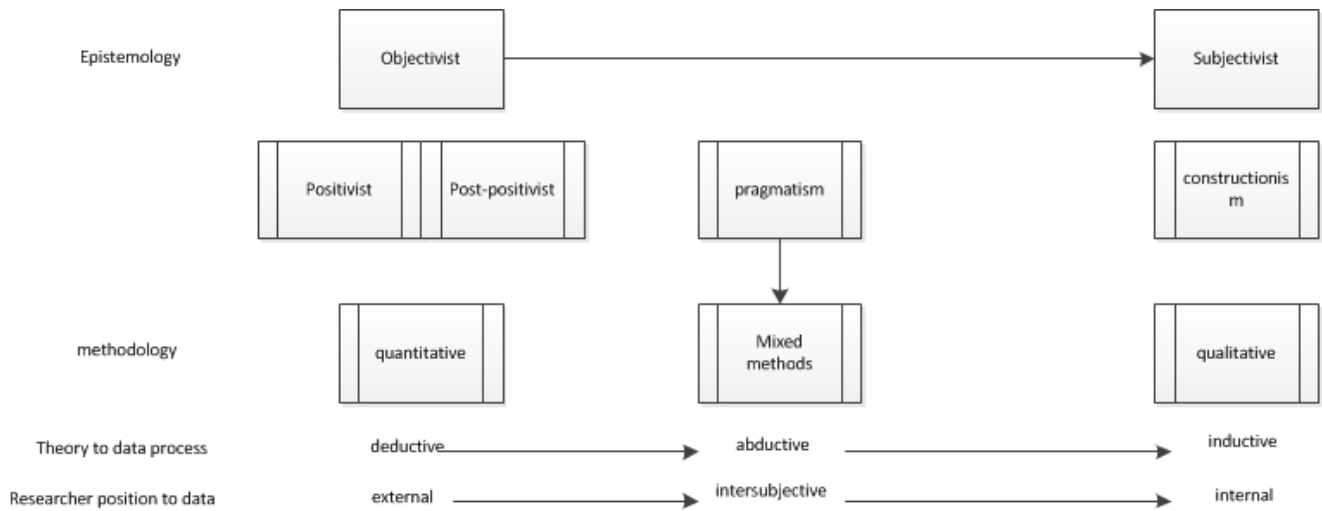 Epistemology
Objectivist
Subjectivist
Positivist
Post-positivist
pragmatism
constructionis
m
methodology
quantitative
Mixed
methods
qualitative
Theory to data process
deductive
abductive
inductive
Researcher position to data
external
intersubjective
internal